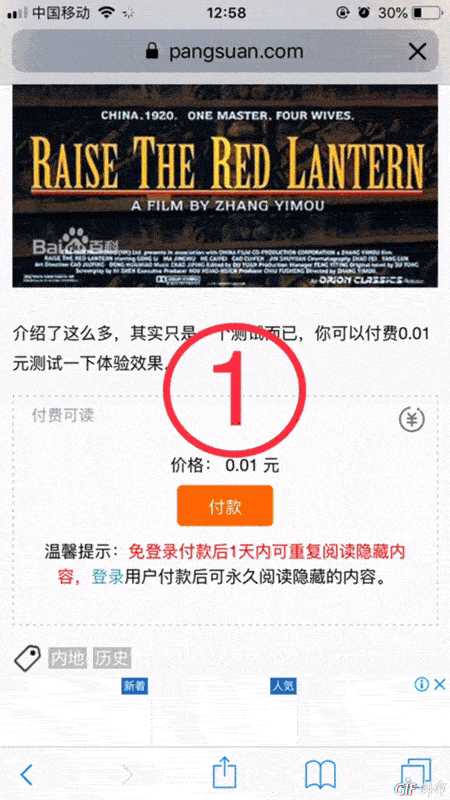 中国移动
12:58
30%
pangsuan.com
CHINA. 1920. ONE MASTER. FOUR WIVES.
RAISE THE RED LANTERN
A FILM BY ZHANG YIMOU
Bai百科
ORION CLASSICS
介绍了这么多，其实只是 个测试而已，你可以付费0.01
元测试一下体验效果。
1
付费可读
¥
价格： 0.01 元
付款
温馨提示：免登录付款后1天内可重复阅读隐藏内
容，登录用户付款后可永久阅读隐藏的内容。
内地 历史
新着
人気
GIF